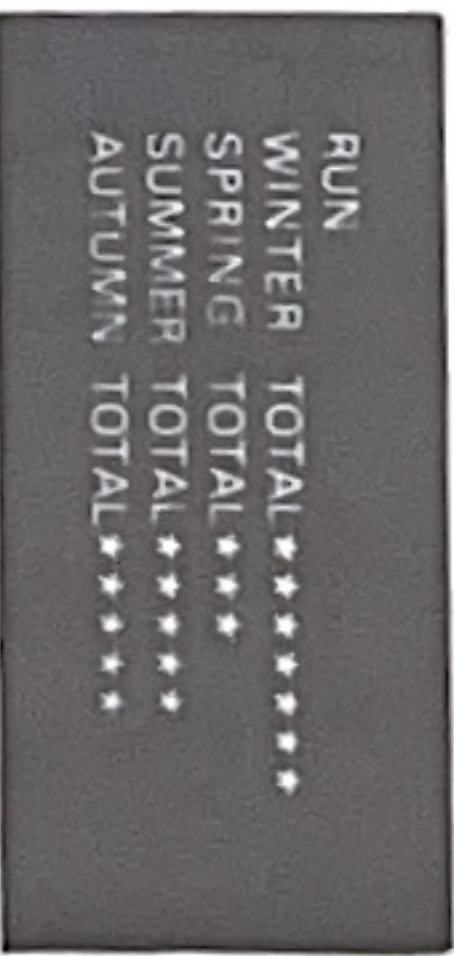 RUN
WINTER TOTAL★★★★★★★
SPRING TOTAL★★★
SUMMER TOTAL★★★★★
AUTUMN TOTAL★★★★★